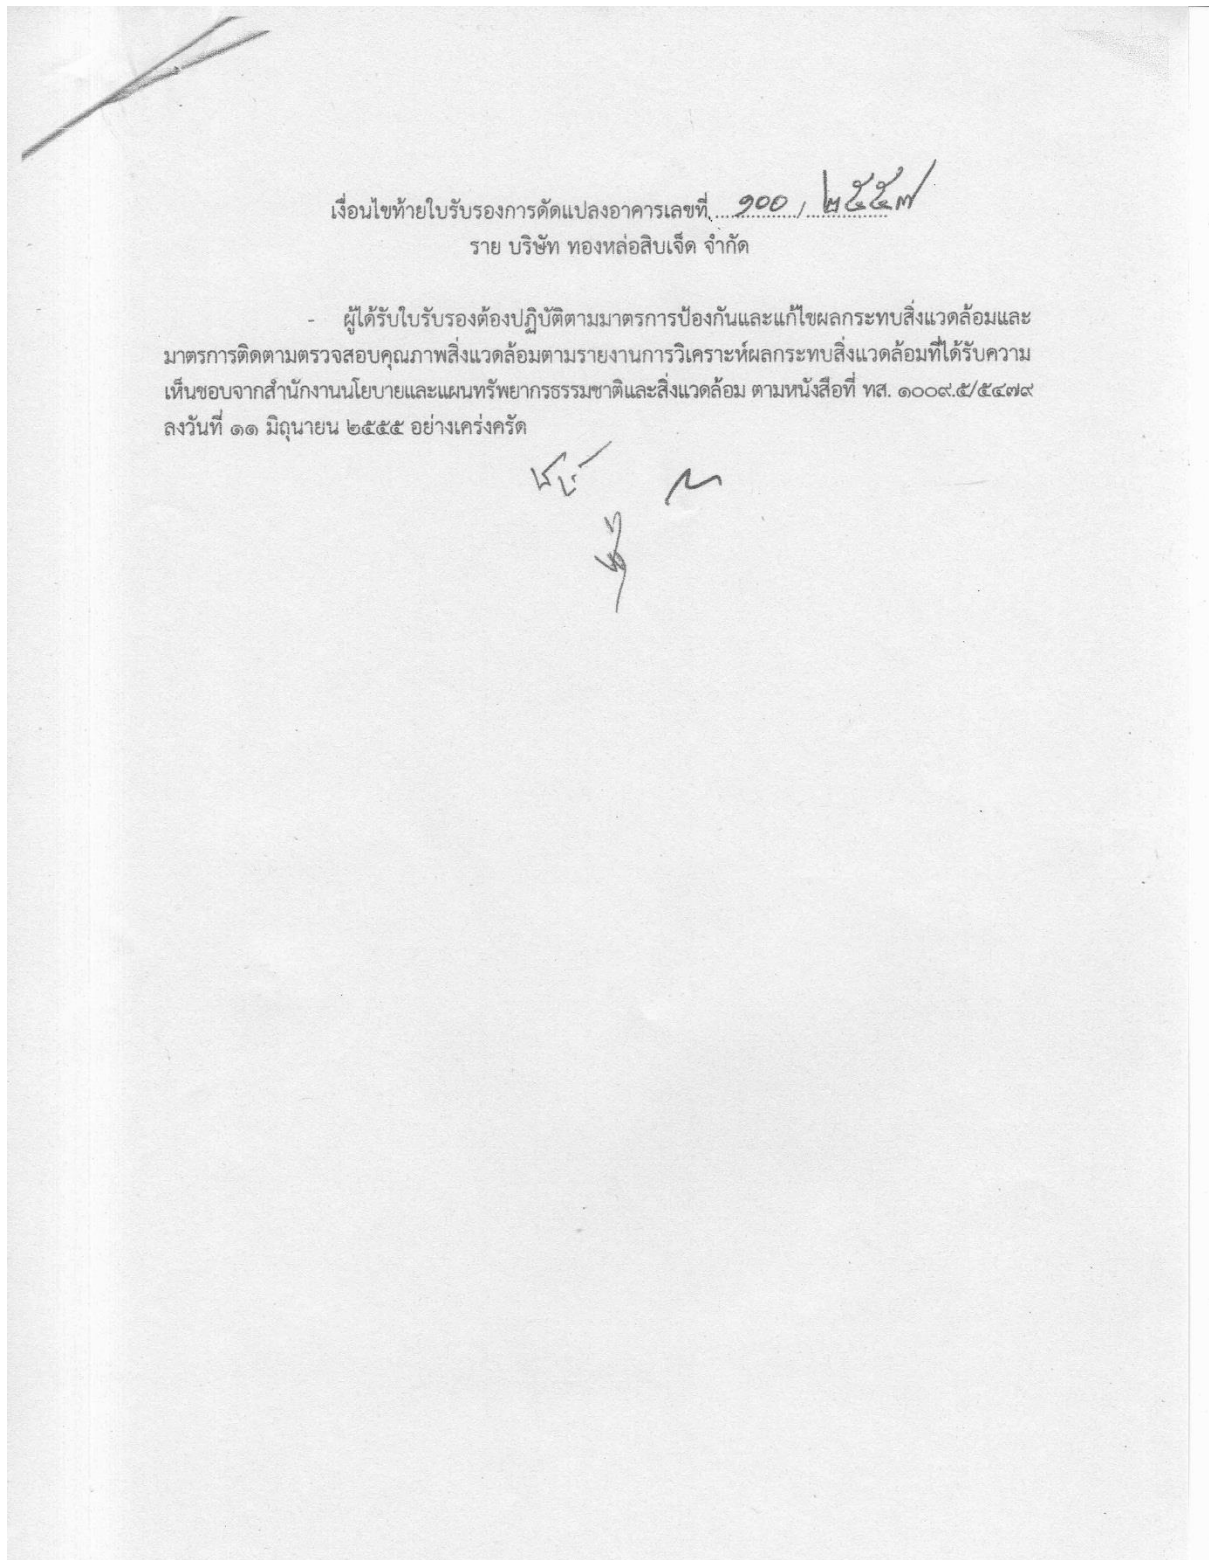 เงื่อนไขท้ายใบรับรองการดัดแปลงอาคารเลขที่ ....๑๐๐..../....๒๕๕๗....
ราย บริษัท ทองหล่อสิบเจ็ด จำกัด
- ผู้ได้รับใบรับรองต้องปฏิบัติตามมาตรการป้องกันและแก้ไขผลกระทบสิ่งแวดล้อมและ
มาตรการติดตามตรวจสอบคุณภาพสิ่งแวดล้อมตามรายงานการวิเคราะห์ผลกระทบสิ่งแวดล้อมที่ได้รับความ
เห็นชอบจากสำนักงานนโยบายและแผนทรัพยากรธรรมชาติและสิ่งแวดล้อม ตามหนังสือที่ ทส. ๑๐๐๙.๕/๕๔๗๙
ลงวันที่ ๑๑ มิถุนายน ๒๕๕๕ อย่างเคร่งครัด